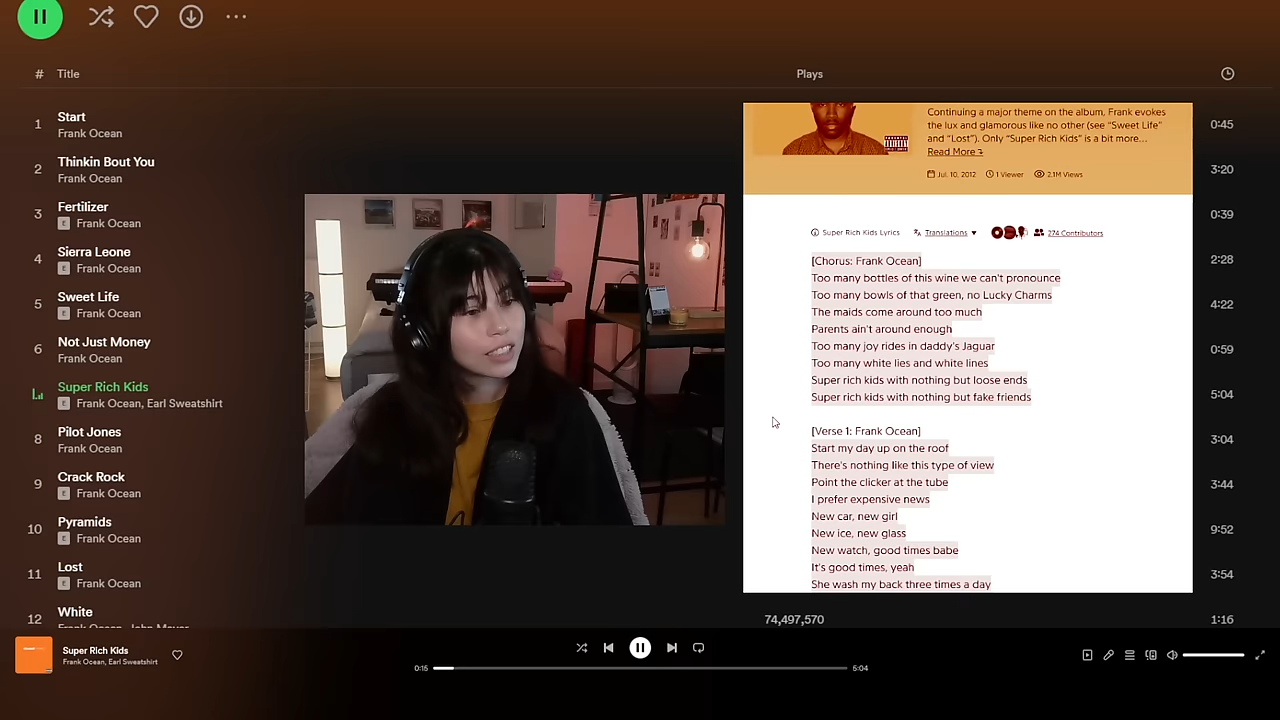 # Title Plays
1 Start 0:45
Frank Ocean
2 Thinkin Bout You 3:20
Frank Ocean
3 Fertilizer 0:39
E Frank Ocean
4 Sierra Leone 2:28
E Frank Ocean
5 Sweet Life 4:22
E Frank Ocean
6 Not Just Money 0:59
Frank Ocean
Super Rich Kids 5:04
E Frank Ocean, Earl Sweatshirt
8 Pilot Jones 3:04
Frank Ocean
9 Crack Rock 3:44
E Frank Ocean
10 Pyramids 9:52
E Frank Ocean
11 Lost 3:54
E Frank Ocean
12 White 74,497,570 1:16
Frank Ocean, John Mayer
Continuing a major theme on the album, Frank evokes
the lux and glamorous like no other (see “Sweet Life”
and “Lost”). Only “Super Rich Kids” is a bit more...
Read More
Jul. 10, 2012 1 Viewer 2.1M Views
Super Rich Kids Lyrics Translations 274 Contributors
[Chorus: Frank Ocean]
Too many bottles of this wine we can't pronounce
Too many bowls of that green, no Lucky Charms
The maids come around too much
Parents ain't around enough
Too many joy rides in daddy's Jaguar
Too many white lies and white lines
Super rich kids with nothing but loose ends
Super rich kids with nothing but fake friends
[Verse 1: Frank Ocean]
Start my day up on the roof
There's nothing like this type of view
Point the clicker at the tube
I prefer expensive news
New car, new girl
New ice, new glass
New watch, good times babe
It's good times, yeah
She wash my back three times a day
Super Rich Kids
Frank Ocean, Earl Sweatshirt
0:15 5:04